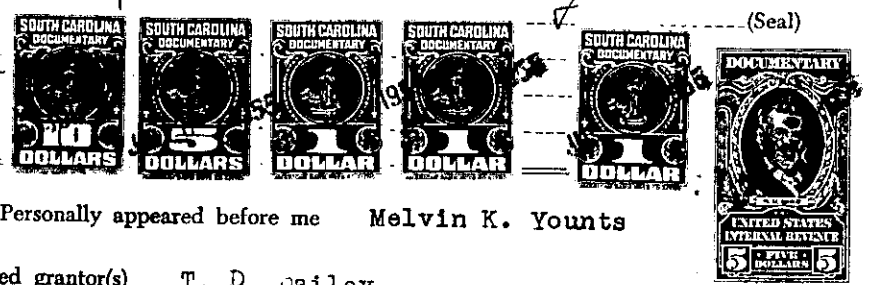 (Seal)
SOUTH CAROLINA DOCUMENTARY 10 DOLLARS
SOUTH CAROLINA DOCUMENTARY 5 DOLLARS
SOUTH CAROLINA DOCUMENTARY 1 DOLLAR
SOUTH CAROLINA DOCUMENTARY 1 DOLLAR
SOUTH CAROLINA DOCUMENTARY 1 DOLLAR
DOCUMENTARY
UNITED STATES
INTERNAL REVENUE
5 FIVE DOLLARS 5
Personally appeared before me Melvin K. Younts
grantor(s) T. D.